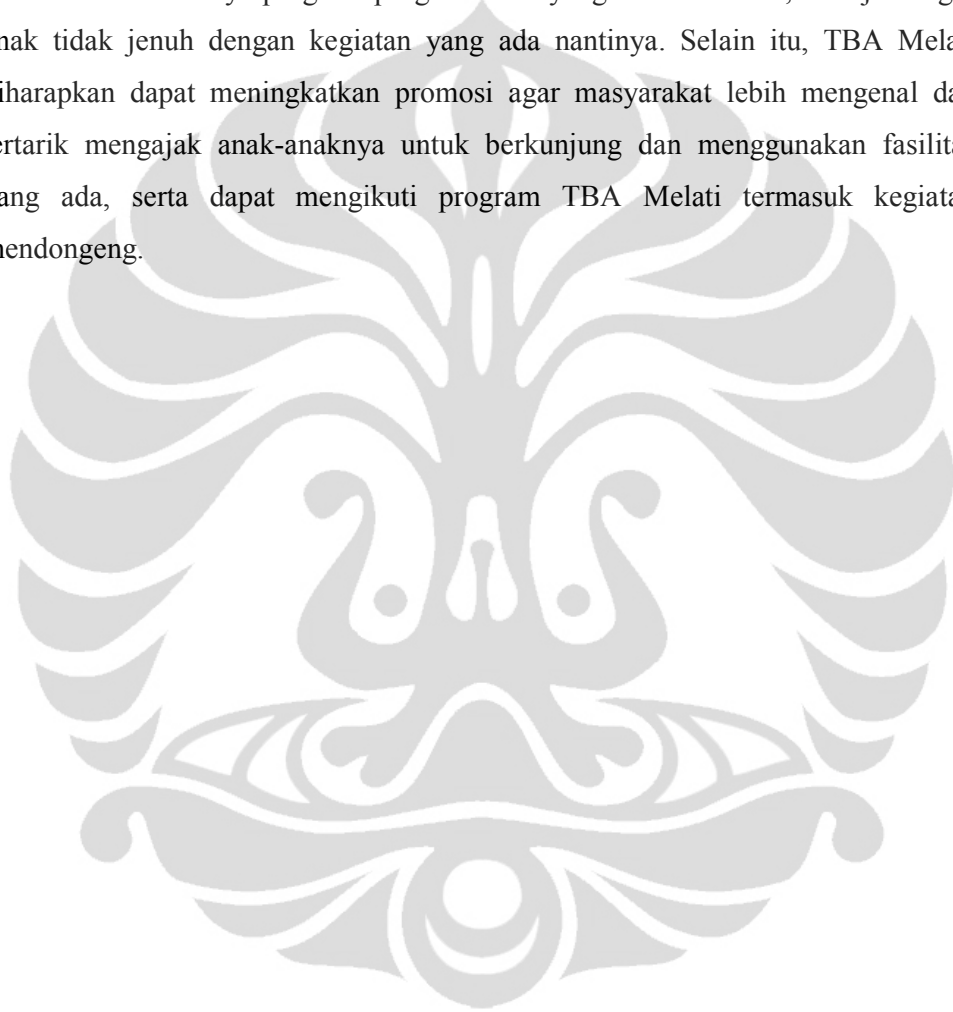 nak tidak jenuh dengan kegiatan yang ada nantinya. Selain itu, TBA Mela
iharapkan dapat meningkatkan promosi agar masyarakat lebih mengenal da
ertarik mengajak anak-anaknya untuk berkunjung dan menggunakan fasilita
ang ada, serta dapat mengikuti program TBA Melati termasuk kegiata
mendongeng.